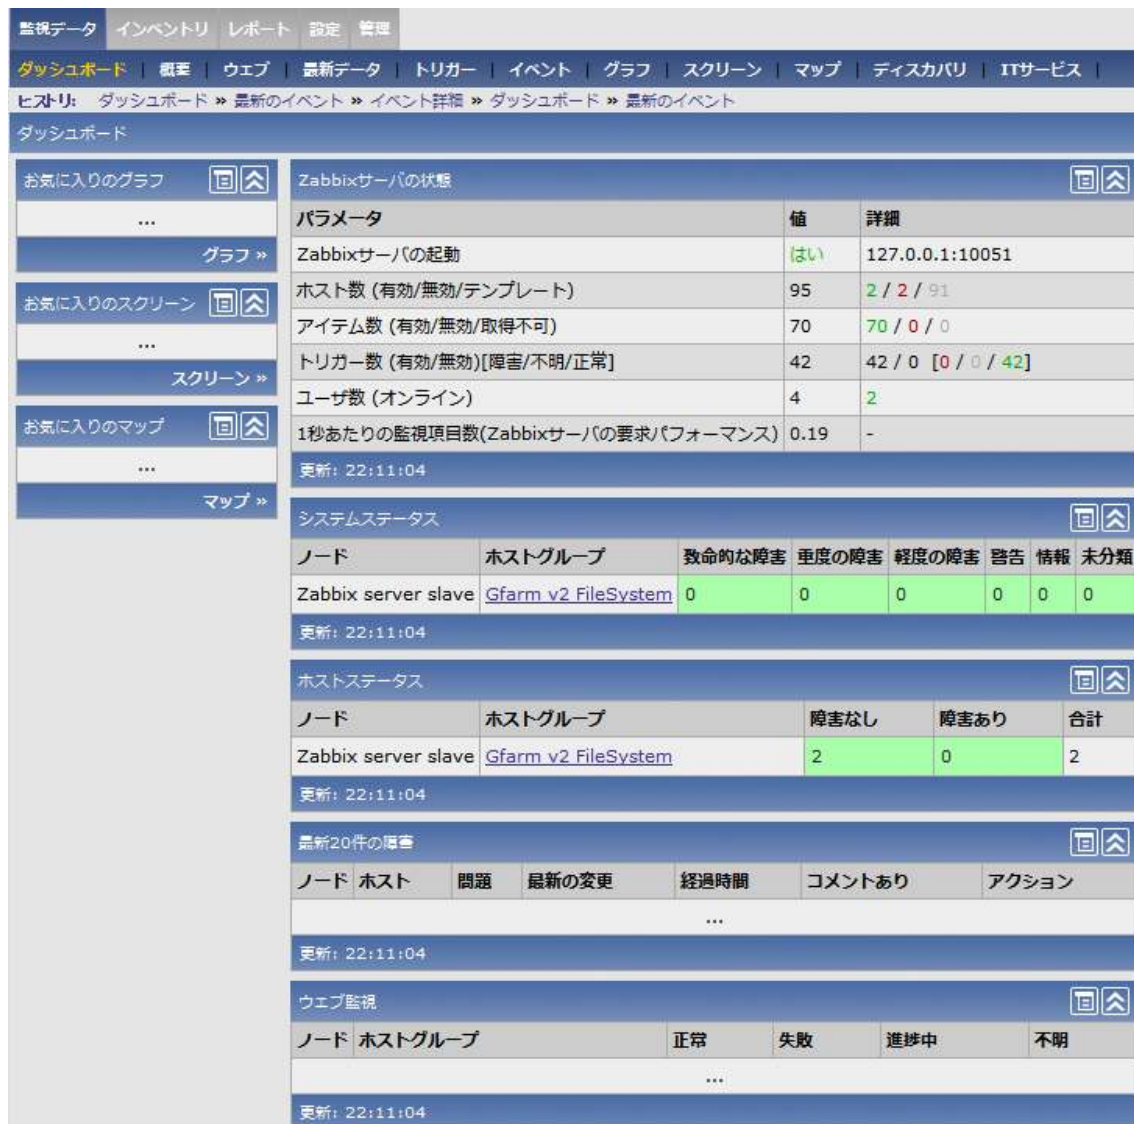 監視データ インベントリ レポート 設定 管理
ダッシュボード | 概要 | ウェブ | 最新データ | トリガー | イベント | グラフ | スクリーン | マップ | ディスカバリ | ITサービス |
ヒストリ: ダッシュボード » 最新のイベント » イベント詳細 » ダッシュボード » 最新のイベント
ダッシュボード
お気に入りのグラフ
...
グラフ »
お気に入りのスクリーン
...
スクリーン »
お気に入りのマップ
...
マップ »
Zabbixサーバの状態
パラメータ 値 詳細
Zabbixサーバの起動 はい 127.0.0.1:10051
ホスト数 (有効/無効/テンプレート) 95 2 / 2 / 91
アイテム数 (有効/無効/取得不可) 70 70 / 0 / 0
トリガー数 (有効/無効)[障害/不明/正常] 42 42 / 0 [0 / 0 / 42]
ユーザ数 (オンライン) 4 2
1秒あたりの監視項目数(Zabbixサーバの要求パフォーマンス) 0.19 -
更新: 22:11:04
システムステータス
ノード ホストグループ 致命的な障害 重度の障害 軽度の障害 警告 情報 未分類
Zabbix server slave Gfarm v2 FileSystem 0 0 0 0 0 0
更新: 22:11:04
ホストステータス
ノード ホストグループ 障害なし 障害あり 合計
Zabbix server slave Gfarm v2 FileSystem 2 0 2
更新: 22:11:04
最新20件の障害
ノード ホスト 問題 最新の変更 経過時間 コメントあり アクション
...
更新: 22:11:04
ウェブ監視
ノード ホストグループ 正常 失敗 進捗中 不明
...
更新: 22:11:04